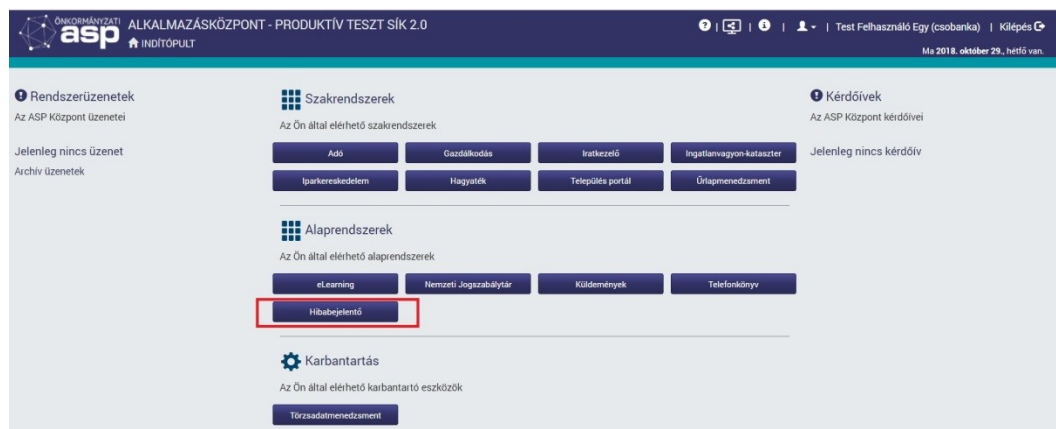 ÖNKORMÁNYZATI
asp
ALKALMAZÁSKÖZPONT - PRODUKTÍV TESZT SÍK 2.0
INDÍTÓPULT
Test Felhasználó Egy (csobanka) | Kilépés
Ma 2018. október 29., hétfő van.
Rendszerüzenetek
Az ASP Központ üzenetei
Jelenleg nincs üzenet
Archív üzenetek
Szakrendszerek
Az Ön által elérhető szakrendszerek
Adó Gazdálkodás Iratkezelő Ingatlanvagyon-kataszter
Iparkereskedelem Hagyaték Település portál Űrlapmenedzsment
Alaprendszerek
Az Ön által elérhető alaprendszerek
eLearning Nemzeti Jogszabálytár Küldemények Telefonkönyv
Hibabejelentő
Karbantartás
Az Ön által elérhető karbantartó eszközök
Törzsadatmenedzsment
Kérdőívek
Az ASP Központ kérdőívei
Jelenleg nincs kérdőív